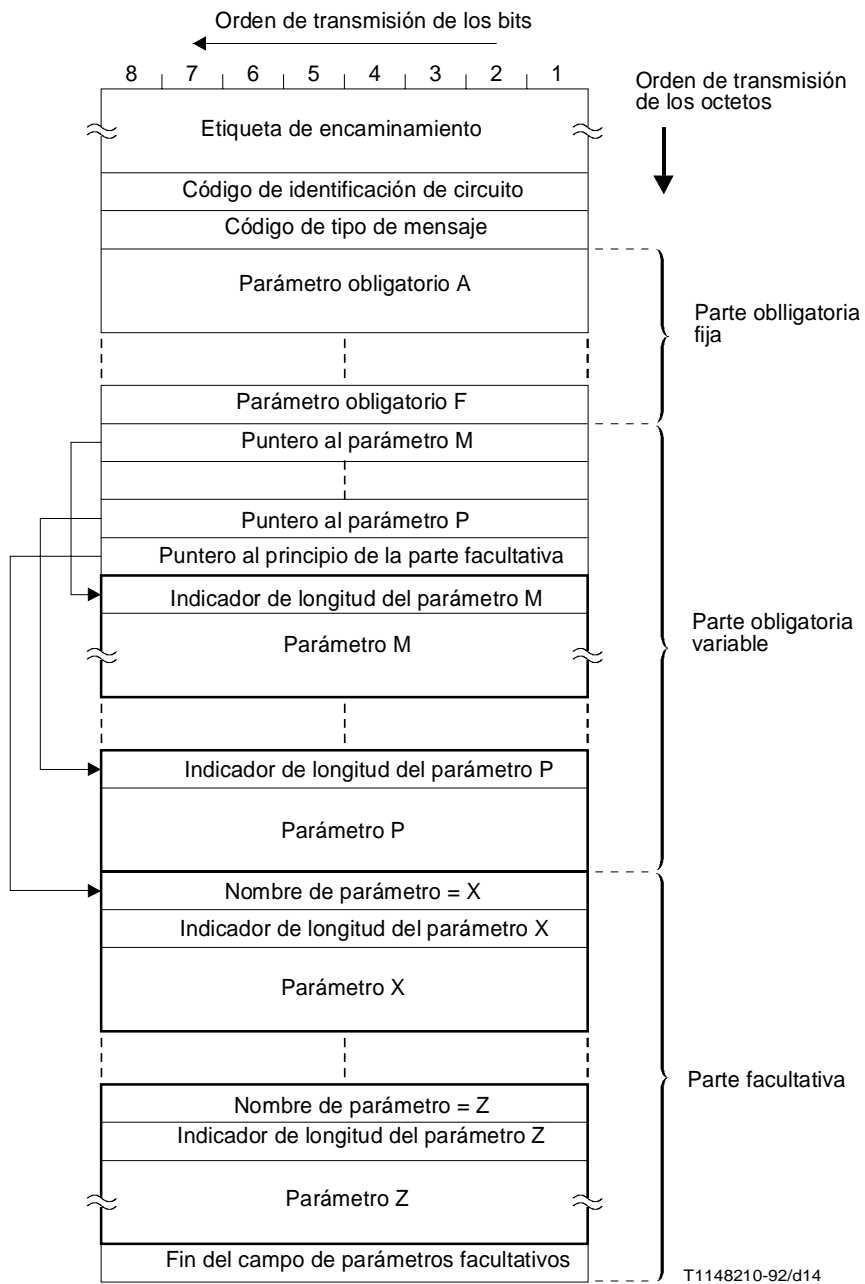 Orden de transmisión de los bits
8 7 6 5 4 3 2 1
Orden de transmisión
de los octetos
Etiqueta de encaminamiento
Código de identificación de circuito
Código de tipo de mensaje
Parámetro obligatorio A
Parte oblligatoria
fija
Parámetro obligatorio F
Puntero al parámetro M
Puntero al parámetro P
Puntero al principio de la parte facultativa
Indicador de longitud del parámetro M
Parámetro M
Parte obligatoria
variable
Indicador de longitud del parámetro P
Parámetro P
Nombre de parámetro = X
Indicador de longitud del parámetro X
Parámetro X
Parte facultativa
Nombre de parámetro = Z
Indicador de longitud del parámetro Z
Parámetro Z
Fin del campo de parámetros facultativos
T1148210-92/d14